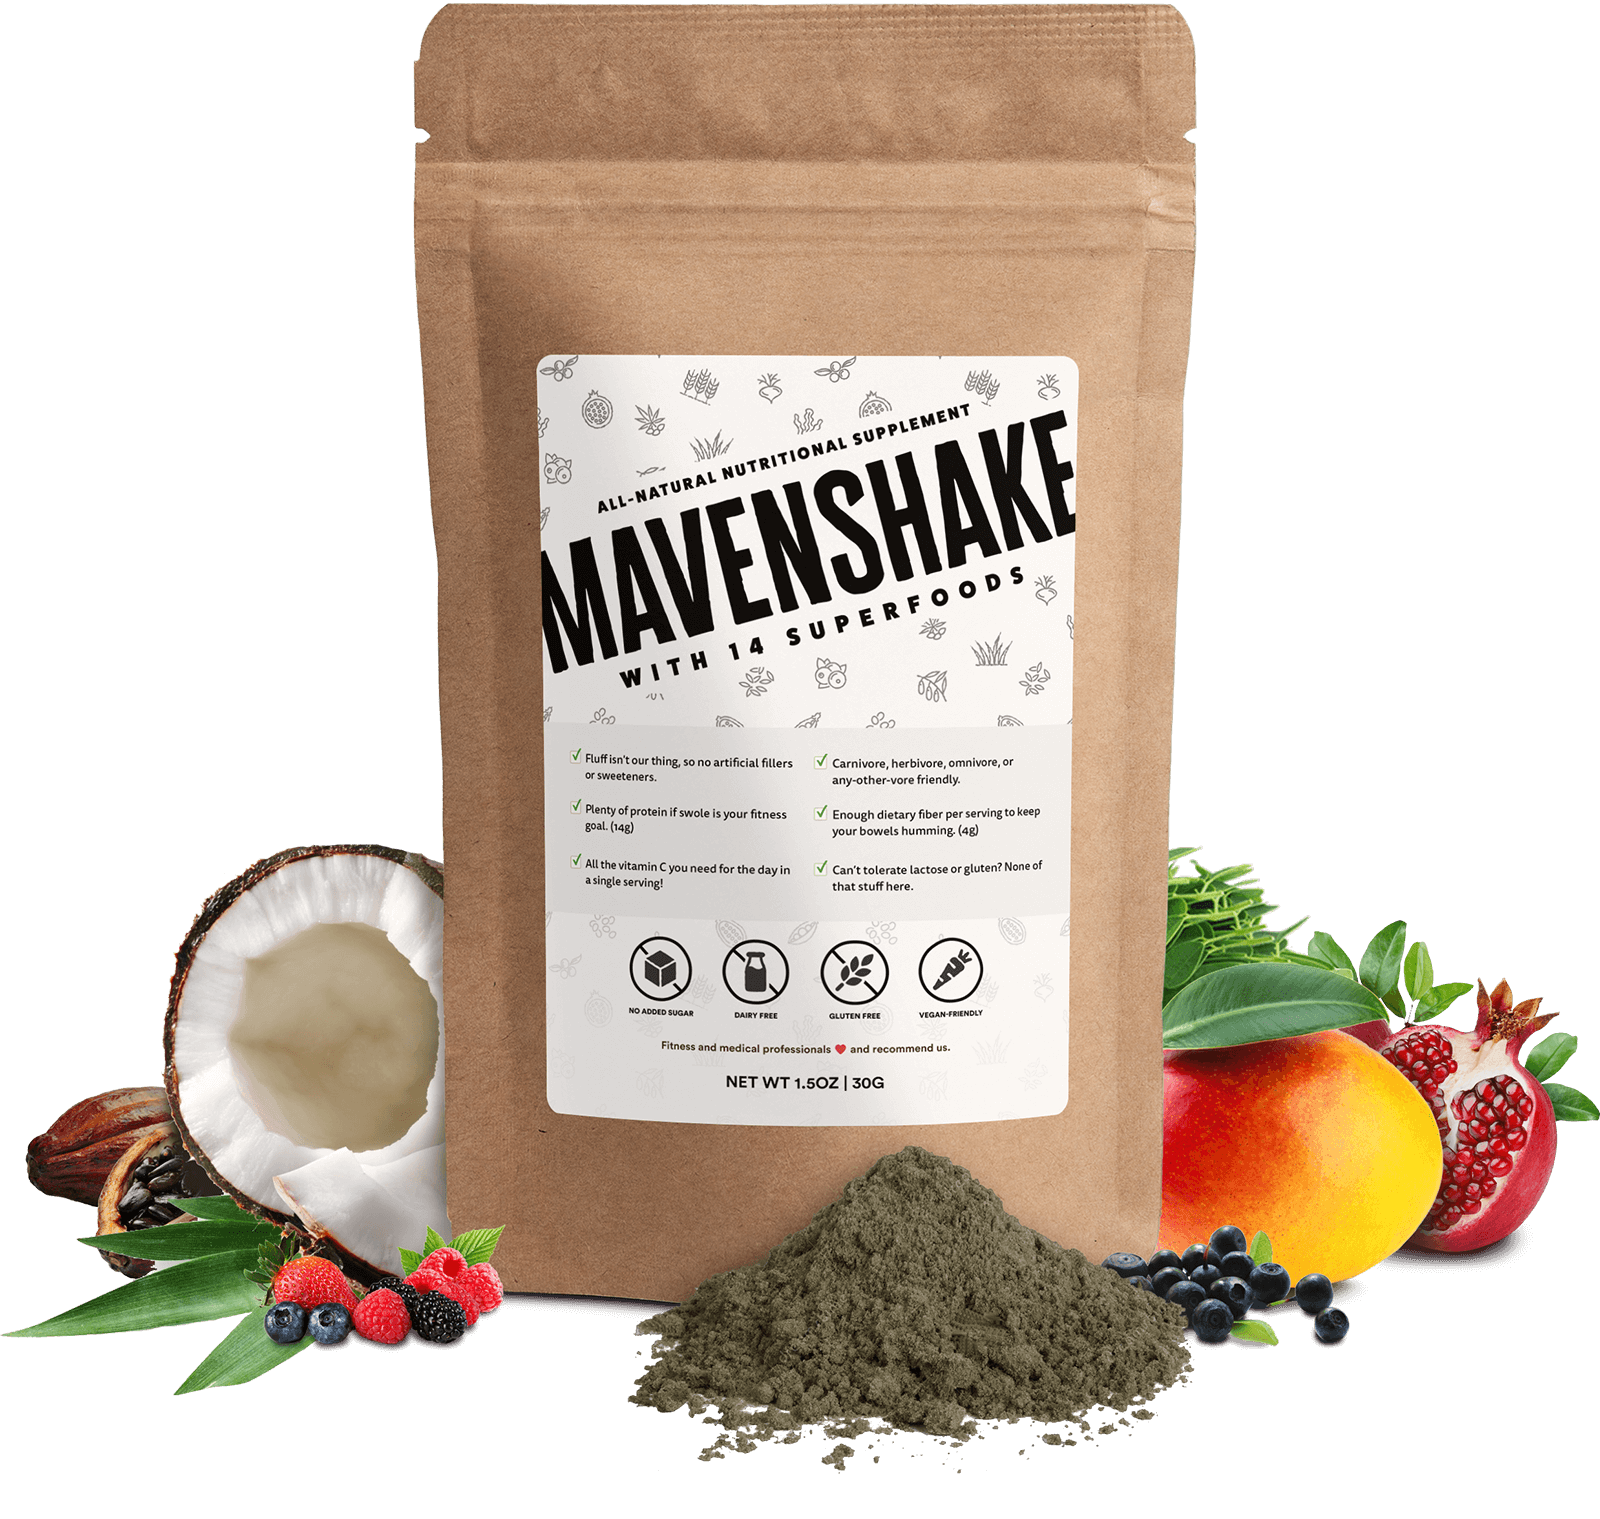 ALL-NATURAL NUTRITIONAL SUPPLEMENT
MAVENSHAKE
WITH 14 SUPERFOODS
Fluff isn't our thing, so no artificial fillers
or sweeteners.
Plenty of protein if swole is your fitness
goal. (14g)
All the vitamin C you need for the day in
a single serving!
Carnivore, herbivore, omnivore, or
any-other-vore friendly.
Enough dietary fiber per serving to keep
your bowels humming. (4g)
Can't tolerate lactose or gluten? None of
that stuff here.
NO ADDED SUGAR
DAIRY FREE
GLUTEN FREE
VEGAN-FRIENDLY
Fitness and medical professionals ❤ and recommend us.
NET WT 1.5OZ | 30G